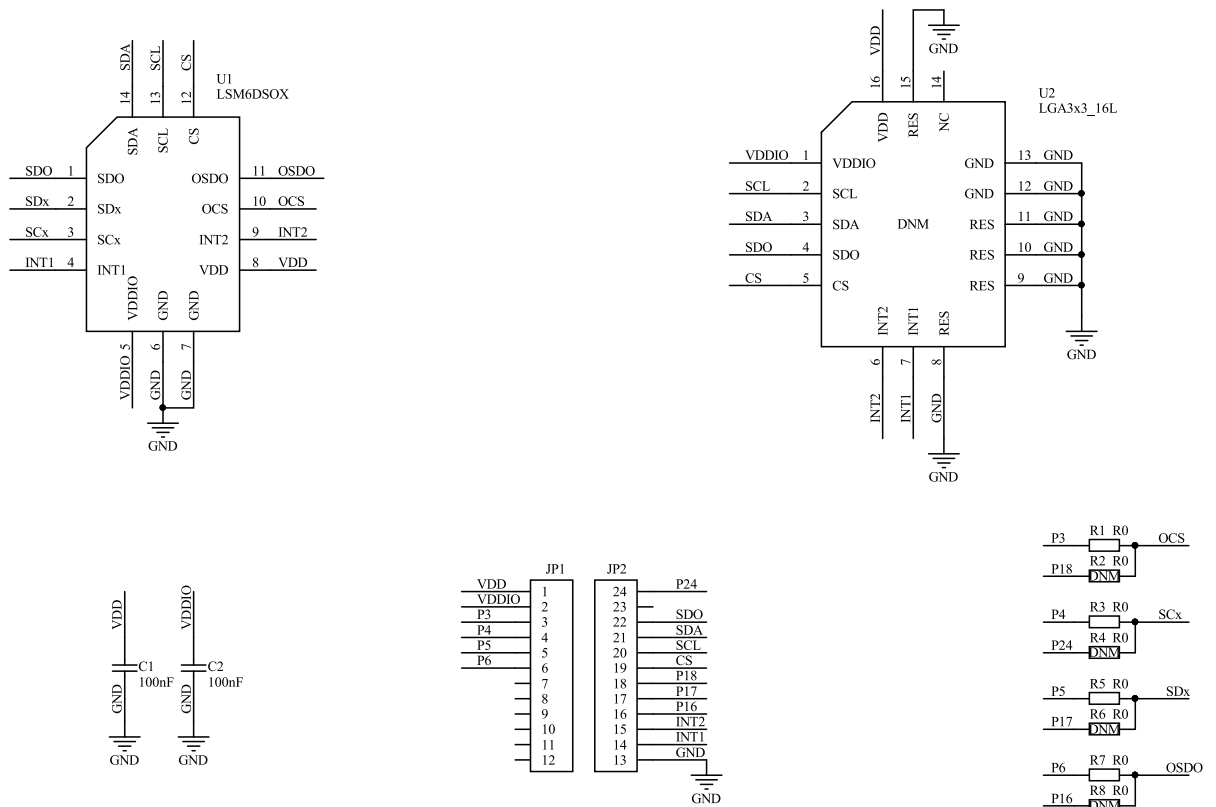 SDA
SCL
CS
14
13
12
U1
LSM6DSOX
SDA
SCL
CS
SDO 1 SDO OSDO 11 OSDO
SDx 2 SDx OCS 10 OCS
SCx 3 SCx INT2 9 INT2
INT1 4 INT1 VDD 8 VDD
VDDIO
GND
GND
5
6
7
VDDIO
GND
GND
GND
VDD
GND
16
15
14
U2
LGA3x3_16L
VDD
RES
NC
VDDIO 1 VDDIO GND 13 GND
SCL 2 SCL GND 12 GND
SDA 3 SDA DNM RES 11 GND
SDO 4 SDO RES 10 GND
CS 5 CS RES 9 GND
INT2
INT1
RES
6
7
8
INT2
INT1
GND
GND
GND
VDD
VDDIO
C1
100nF
C2
100nF
GND
GND
GND
GND
JP1
VDD 1
VDDIO 2
P3 3
P4 4
P5 5
P6 6
7
8
9
10
11
12
JP2
24 P24
23
22 SDO
21 SDA
20 SCL
19 CS
18 P18
17 P17
16 P16
15 INT2
14 INT1
13 GND
GND
R1 R0
P3 OCS
R2 R0
P18 DNM
R3 R0
P4 SCx
R4 R0
P24 DNM
R5 R0
P5 SDx
R6 R0
P17 DNM
R7 R0
P6 OSDO
R8 R0
P16 DNM